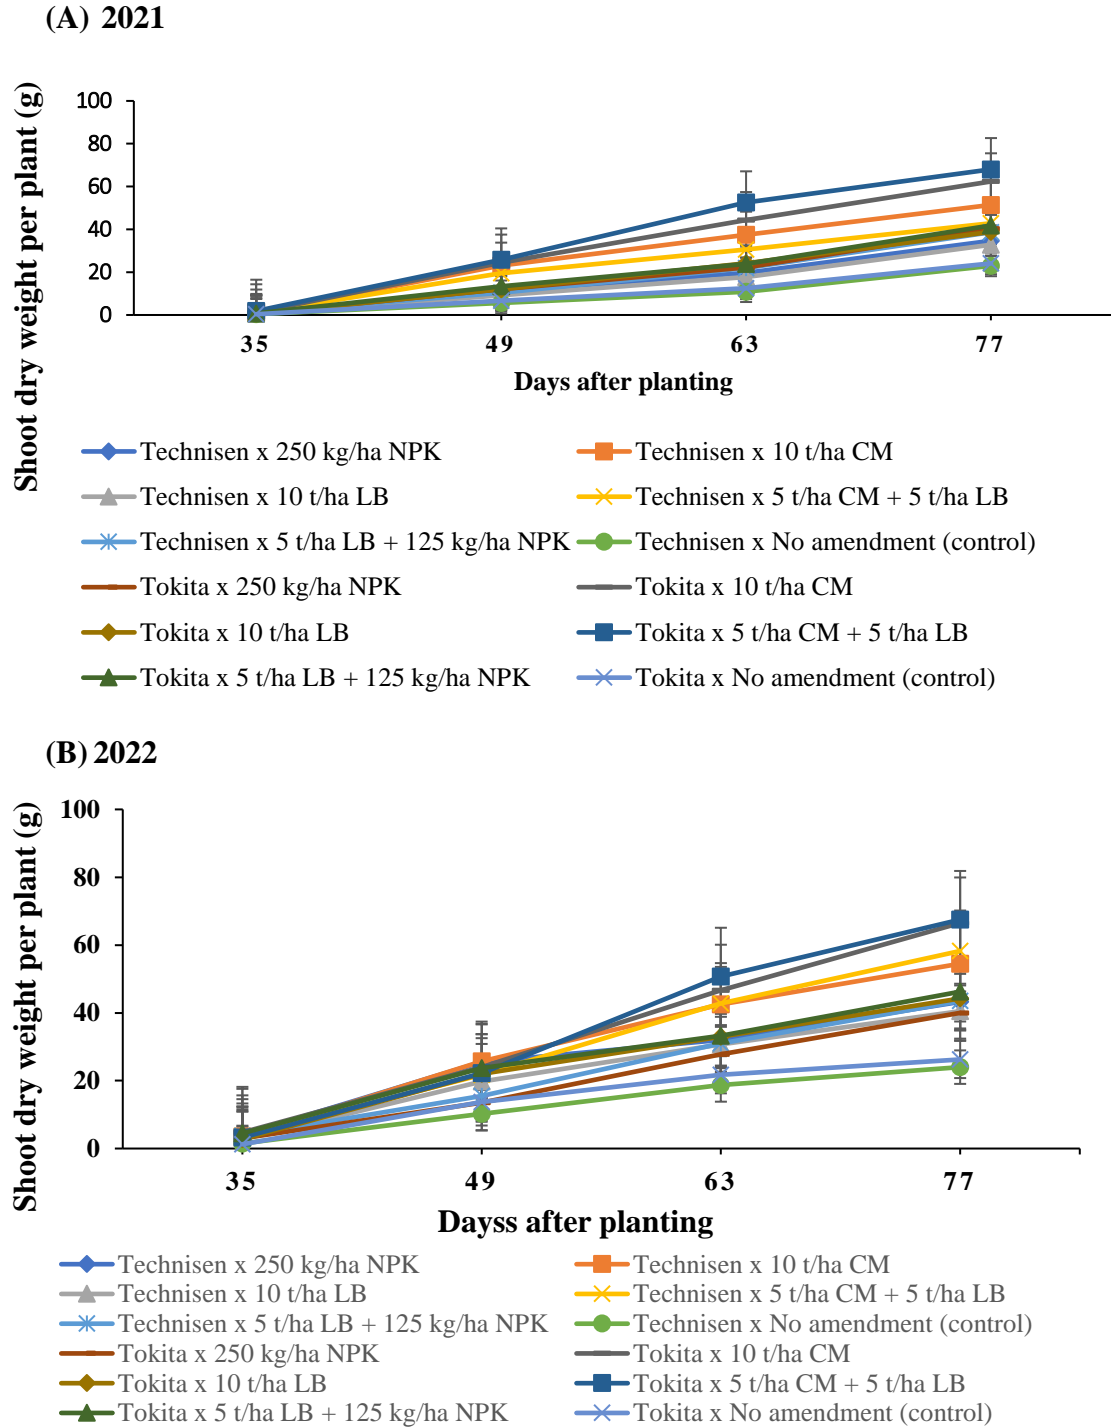 (A) 2021
Shoot dry weight per plant (g)
100
80
60
40
20
0
35 49 63 77
Days after planting
Technisen x 250 kg/ha NPK
Technisen x 10 t/ha CM
Technisen x 10 t/ha LB
Technisen x 5 t/ha CM + 5 t/ha LB
Technisen x 5 t/ha LB + 125 kg/ha NPK
Technisen x No amendment (control)
Tokita x 250 kg/ha NPK
Tokita x 10 t/ha CM
Tokita x 10 t/ha LB
Tokita x 5 t/ha CM + 5 t/ha LB
Tokita x 5 t/ha LB + 125 kg/ha NPK
Tokita x No amendment (control)
(B) 2022
Shoot dry weight per plant (g)
100
80
60
40
20
0
35 49 63 77
Dayss after planting
Technisen x 250 kg/ha NPK
Technisen x 10 t/ha CM
Technisen x 10 t/ha LB
Technisen x 5 t/ha CM + 5 t/ha LB
Technisen x 5 t/ha LB + 125 kg/ha NPK
Technisen x No amendment (control)
Tokita x 250 kg/ha NPK
Tokita x 10 t/ha CM
Tokita x 10 t/ha LB
Tokita x 5 t/ha CM + 5 t/ha LB
Tokita x 5 t/ha LB + 125 kg/ha NPK
Tokita x No amendment (control)